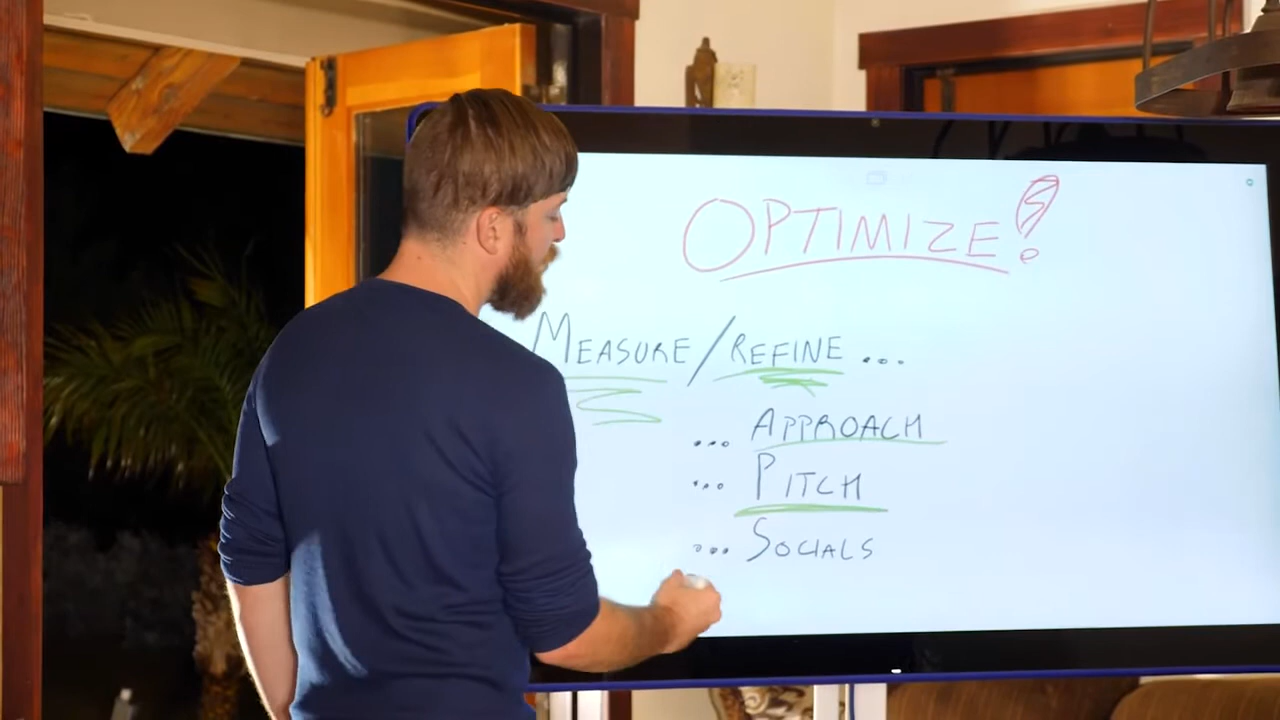 OPTIMIZE!
MEASURE/REFINE...
...APPROACH
...PITCH
...SOCIALS